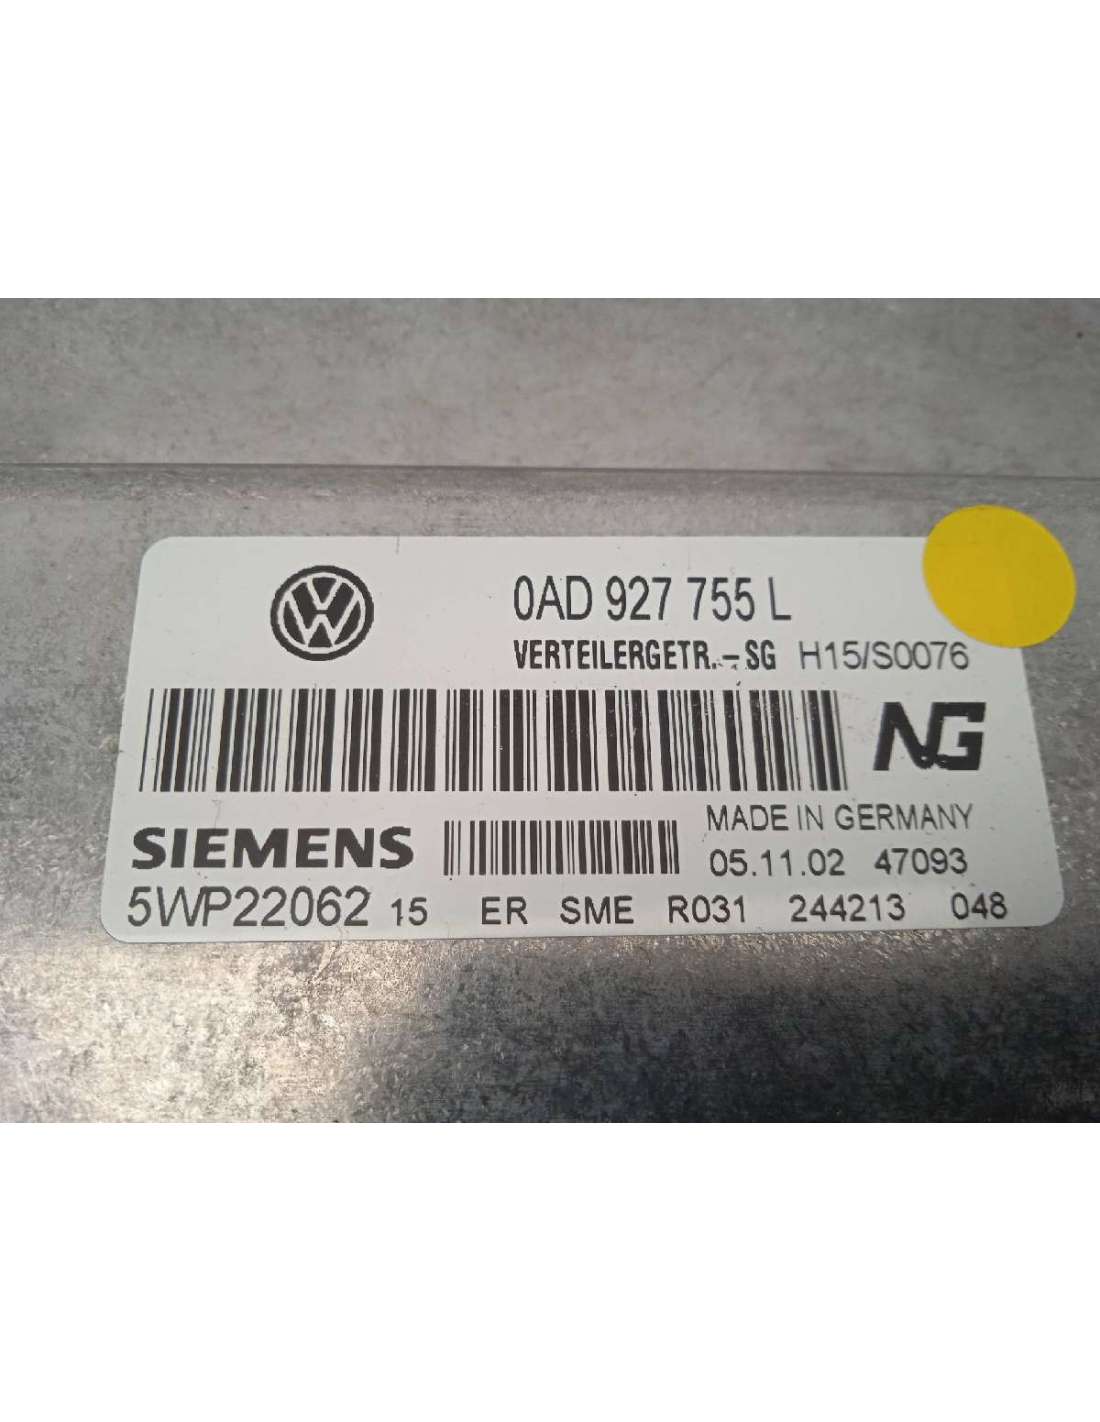 0AD 927 755 L
VERTEILERGETR.-SG H15/S0076
NG
MADE IN GERMANY
SIEMENS 05.11.02 47093
5WP22062 15 ER SME R031 244213 048